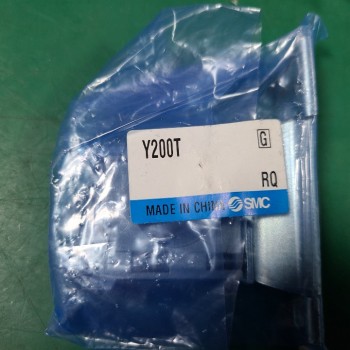 Y200T G
RQ
MADE IN CHINA SMC